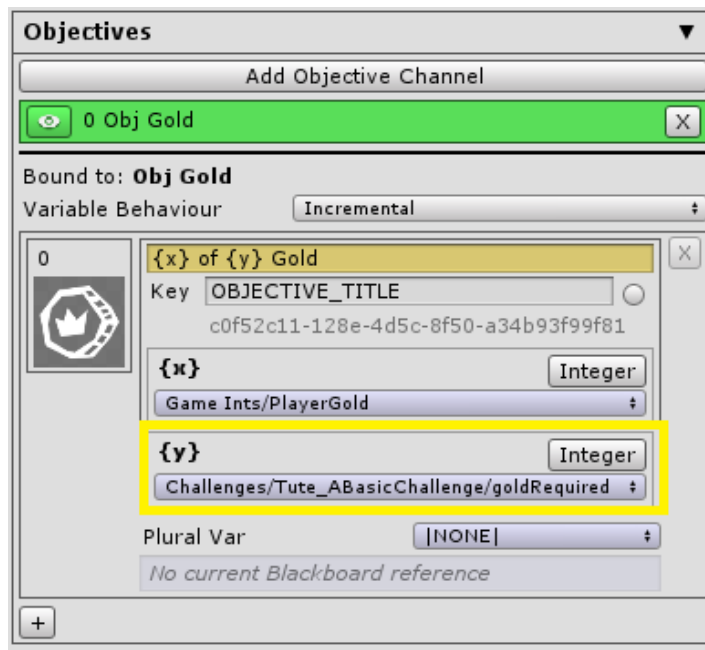 Objectives ▼
Add Objective Channel
0 Obj Gold X
Bound to: Obj Gold
Variable Behaviour Incremental
0 {x} of {y} Gold X
Key OBJECTIVE_TITLE
c0f52c11-128e-4d5c-8f50-a34b93f99f81
{x} Integer
Game Ints/PlayerGold
{y} Integer
Challenges/Tute_ABasicChallenge/goldRequired
Plural Var |NONE|
No current Blackboard reference
+